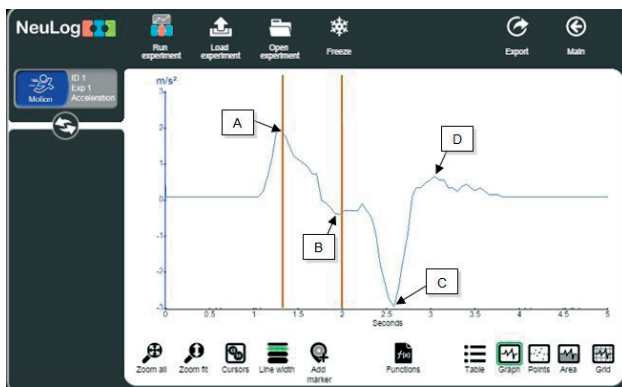 NeuLog
Run
experiment
Load
experiment
Open
experiment
Freeze
Export
Main
Motion
ID 1
Exp 1
Acceleration
m/s²
3
2
1
0
-1
-2
-3
A
B
C
D
0 0.5 1 1.5 2 2.5 3 3.5 4 4.5 5
Seconds
Zoom all
Zoom fit
Cursors
Line width
Add
marker
f(x)
Functions
Table
Graph
Points
Area
Grid